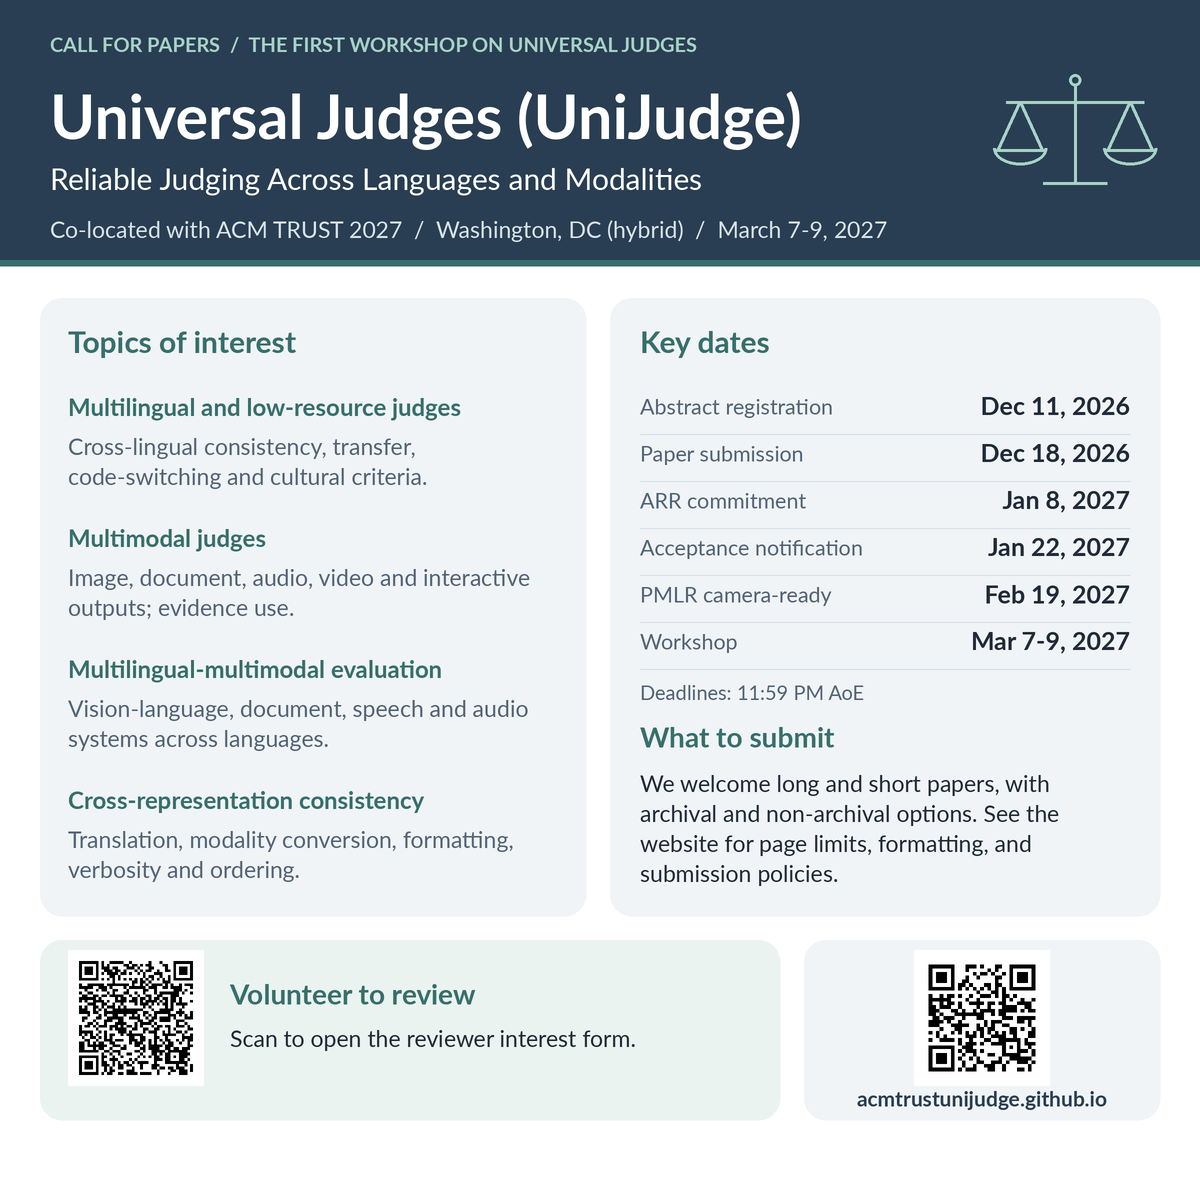 CALL FOR PAPERS / THE FIRST WORKSHOP ON UNIVERSAL JUDGES
Universal Judges (UniJudge)
Reliable Judging Across Languages and Modalities
Co-located with ACM TRUST 2027 / Washington, DC (hybrid) / March 7-9, 2027
Topics of interest
Multilingual and low-resource judges
Cross-lingual consistency, transfer,
code-switching and cultural criteria.
Multimodal judges
Image, document, audio, video and interactive
outputs; evidence use.
Multilingual-multimodal evaluation
Vision-language, document, speech and audio
systems across languages.
Cross-representation consistency
Translation, modality conversion, formatting,
verbosity and ordering.
Key dates
Abstract registration Dec 11, 2026
Paper submission Dec 18, 2026
ARR commitment Jan 8, 2027
Acceptance notification Jan 22, 2027
PMLR camera-ready Feb 19, 2027
Workshop Mar 7-9, 2027
Deadlines: 11:59 PM AoE
What to submit
We welcome long and short papers, with
archival and non-archival options. See the
website for page limits, formatting, and
submission policies.
Volunteer to review
Scan to open the reviewer interest form.
acmtrustunijudge.github.io